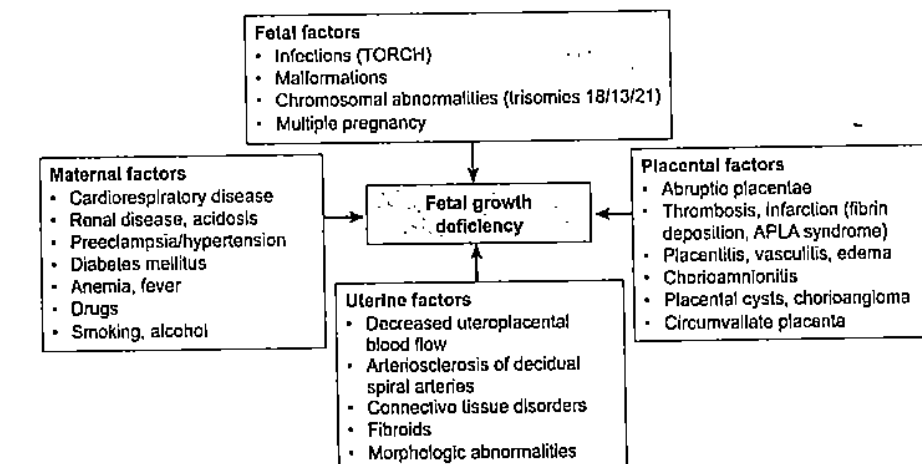 Fetal factors
• Infections (TORCH)
• Malformations
• Chromosomal abnormalities (trisomies 18/13/21)
• Multiple pregnancy
Maternal factors
• Cardiorespiratory disease
• Renal disease, acidosis
• Preeclampsia/hypertension
• Diabetes mellitus
• Anemia, fever
• Drugs
• Smoking, alcohol
Fetal growth
deficiency
Placental factors
• Abruptio placentae
• Thrombosis, infarction (fibrin
deposition, APLA syndrome)
• Placentitis, vasculitis, edema
• Chorioamnionitis
• Placental cysts, chorioangioma
• Circumvallate placenta
Uterine factors
• Decreased uteroplacental
blood flow
• Arteriosclerosis of decidual
spiral arteries
• Connective tissue disorders
• Fibroids
• Morphologic abnormalities